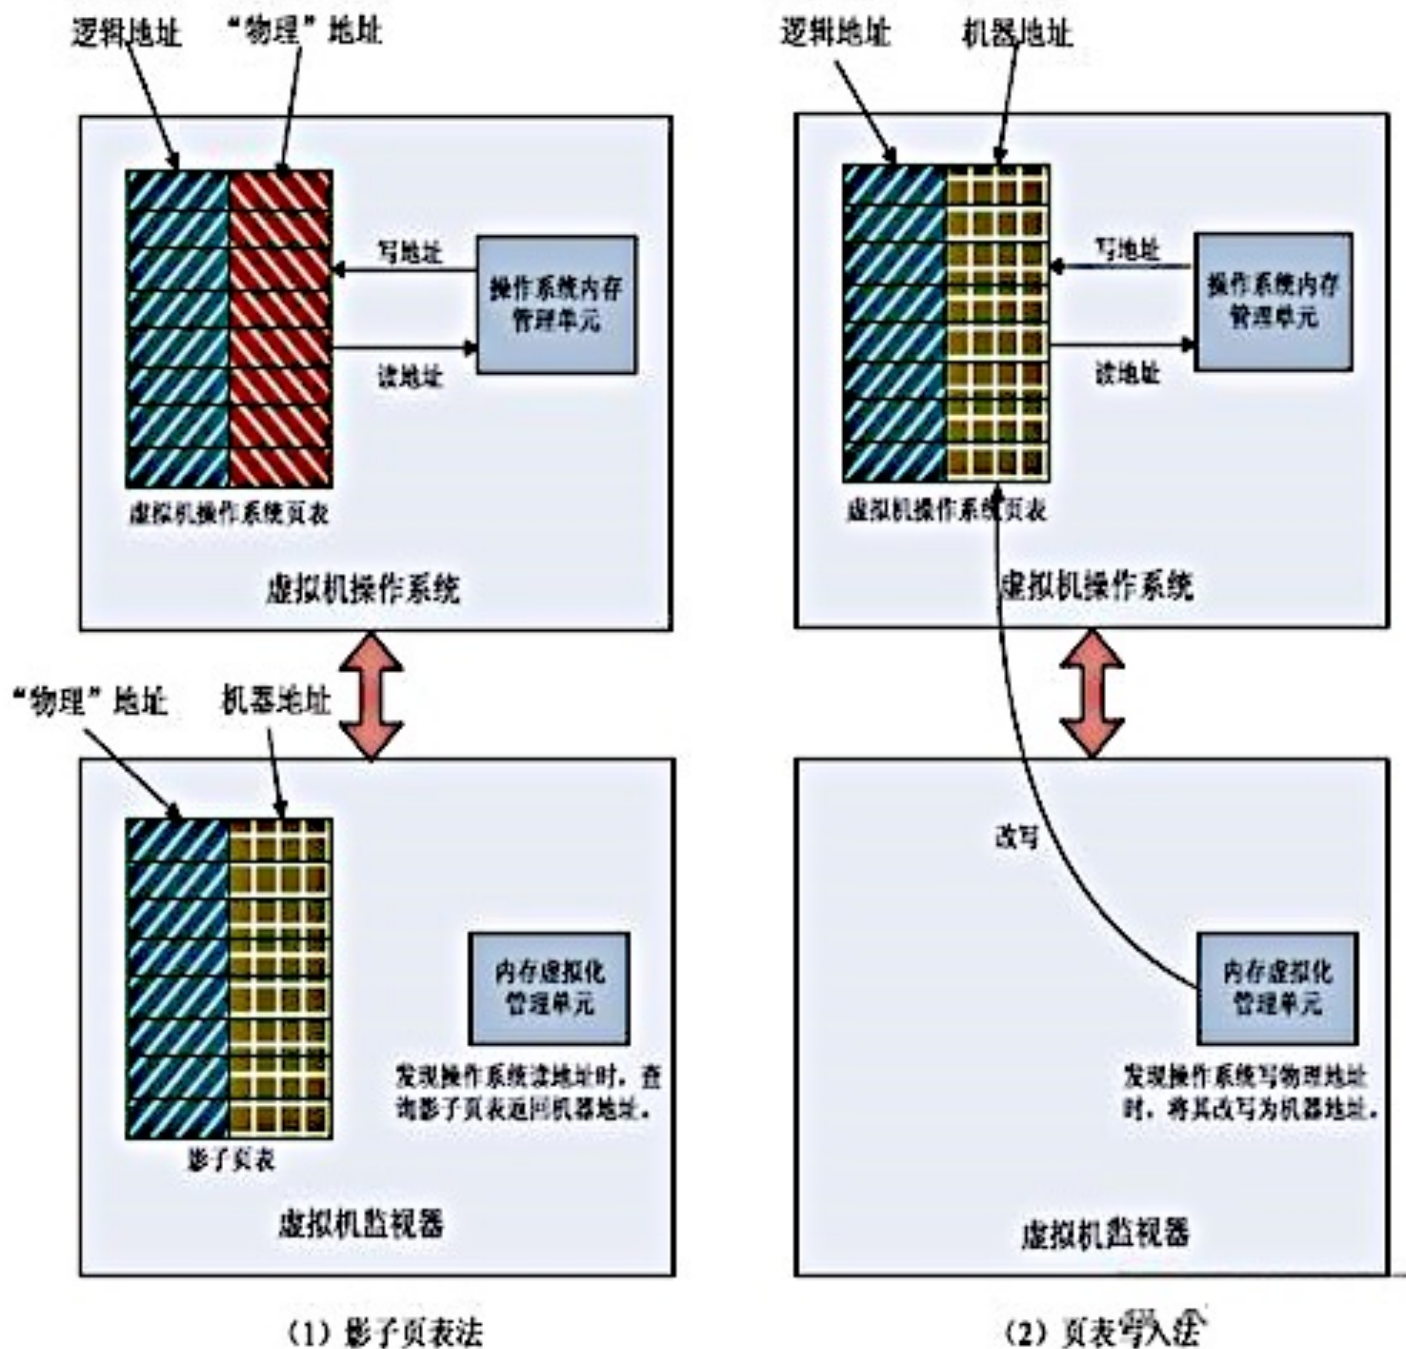 逻辑地址
“物理”地址
写地址
操作系统内存
管理单元
读地址
虚拟机操作系统页表
虚拟机操作系统
“物理”地址
机器地址
内存虚拟化
管理单元
发现操作系统读地址时，查
询影子页表返回机器地址。
影子页表
虚拟机监视器
（1）影子页表法
逻辑地址
机器地址
写地址
操作系统内存
管理单元
读地址
虚拟机操作系统页表
虚拟机操作系统
改写
内存虚拟化
管理单元
发现操作系统写物理地址
时，将其改写为机器地址。
虚拟机监视器
（2）页表写入法